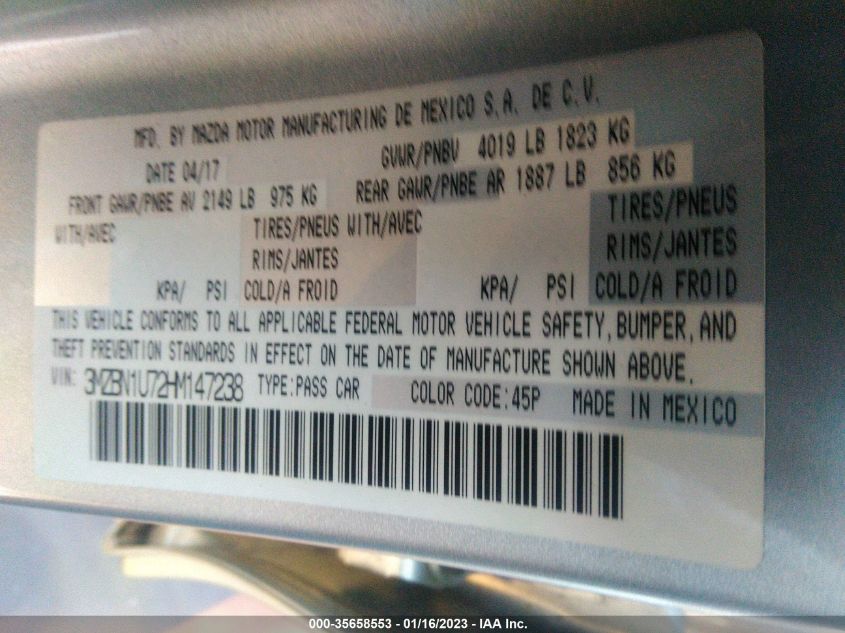 MFD. BY MAZDA MOTOR MANUFACTURING DE MEXICO S.A. DE C.V.
DATE 04/17 GVWR/PNBV 4019 LB 1823 KG
FRONT GAWR/PNBE AV 2149 LB 975 KG REAR GAWR/PNBE AR 1887 LB 856 KG
WITH/AVEC TIRES/PNEUS WITH/AVEC TIRES/PNEUS
RIMS/JANTES RIMS/JANTES
KPA/ PSI COLD/A FROID KPA/ PSI COLD/A FROID
THIS VEHICLE CONFORMS TO ALL APPLICABLE FEDERAL MOTOR VEHICLE SAFETY, BUMPER, AND
THEFT PREVENTION STANDARDS IN EFFECT ON THE DATE OF MANUFACTURE SHOWN ABOVE.
VIN: 3MZBN1U72HM147238 TYPE:PASS CAR COLOR CODE:45P MADE IN MEXICO
000-35658553 - 01/16/2023 - IAA Inc.